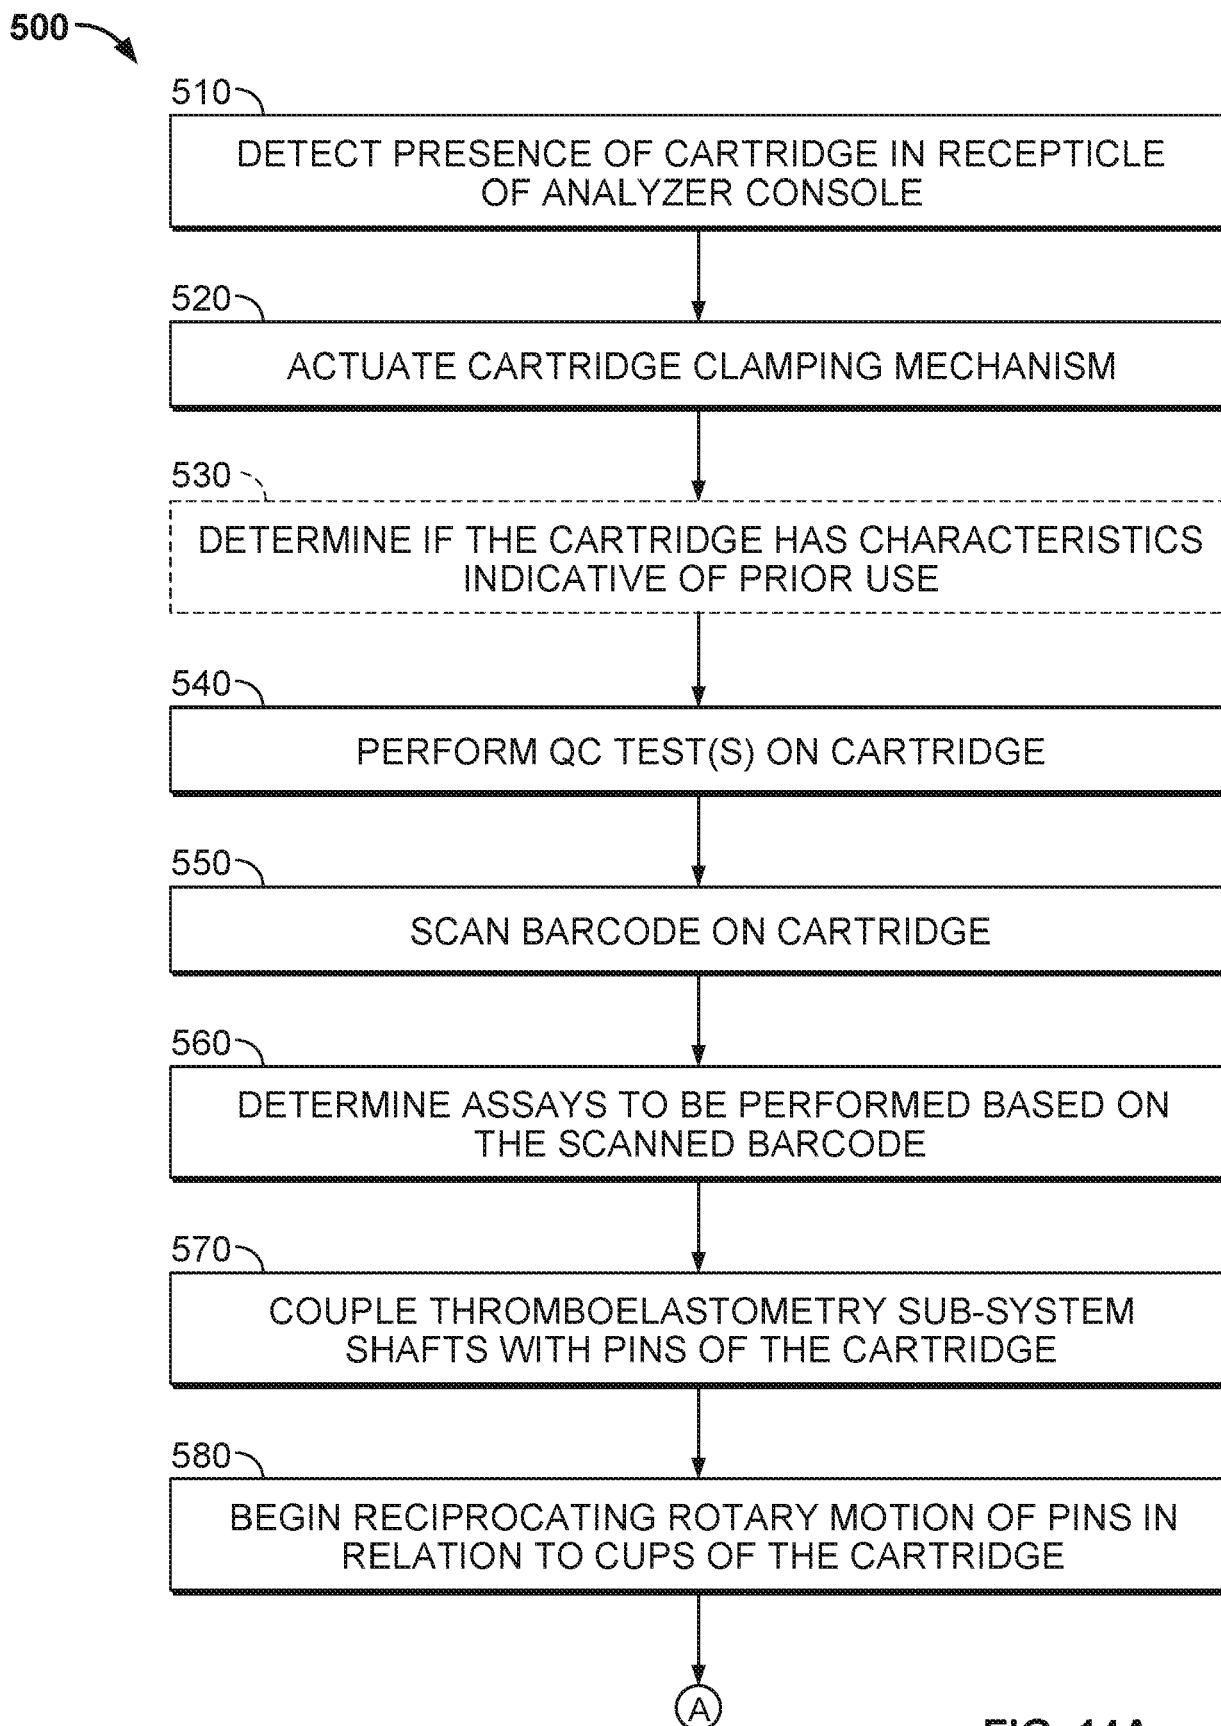 500
510
DETECT PRESENCE OF CARTRIDGE IN RECEPTICLE
OF ANALYZER CONSOLE
520
ACTUATE CARTRIDGE CLAMPING MECHANISM
530
DETERMINE IF THE CARTRIDGE HAS CHARACTERISTICS
INDICATIVE OF PRIOR USE
540
PERFORM QC TEST(S) ON CARTRIDGE
550
SCAN BARCODE ON CARTRIDGE
560
DETERMINE ASSAYS TO BE PERFORMED BASED ON
THE SCANNED BARCODE
570
COUPLE THROMBOELASTOMETRY SUB-SYSTEM
SHAFTS WITH PINS OF THE CARTRIDGE
580
BEGIN RECIPROCATING ROTARY MOTION OF PINS IN
RELATION TO CUPS OF THE CARTRIDGE
A
FIG. 14A